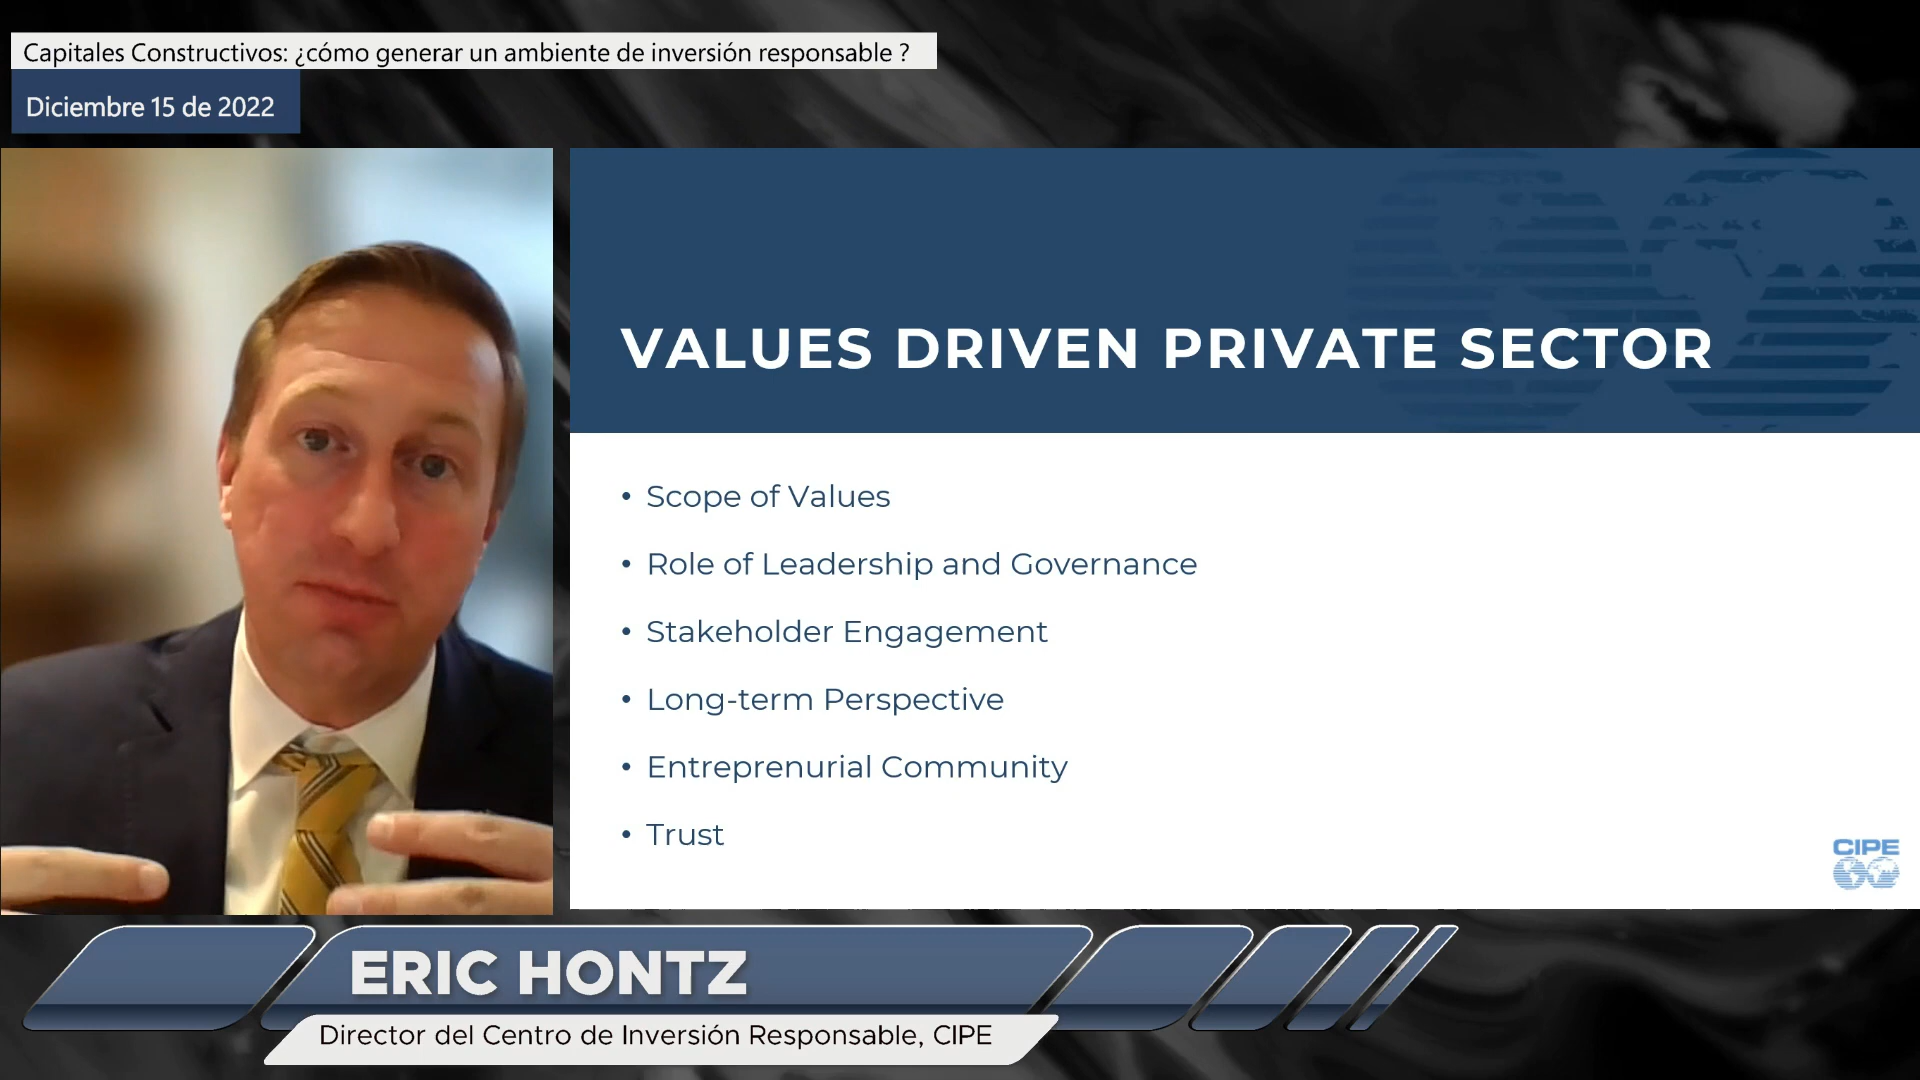 Capitales Constructivos: ¿cómo generar un ambiente de inversión responsable ?
Diciembre 15 de 2022
VALUES DRIVEN PRIVATE SECTOR
• Scope of Values
• Role of Leadership and Governance
• Stakeholder Engagement
• Long-term Perspective
• Entreprenurial Community
• Trust
CIPE
ERIC HONTZ
Director del Centro de Inversión Responsable, CIPE